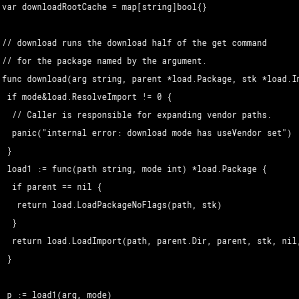 var downloadRootCache = map[string]bool{}
// download runs the download half of the get command
// for the package named by the argument.
func download(arg string, parent *load.Package, stk *load.Im
if mode&load.ResolveImport != 0 {
// Caller is responsible for expanding vendor paths.
panic("internal error: download mode has useVendor set")
}
load1 := func(path string, mode int) *load.Package {
if parent == nil {
return load.LoadPackageNoFlags(path, stk)
}
return load.LoadImport(path, parent.Dir, parent, stk, nil,
}
p := load1(arg, mode)